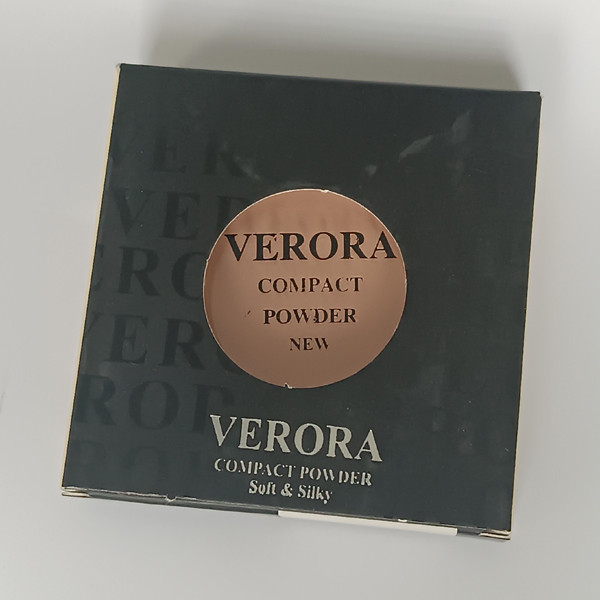 VERORA
COMPACT
POWDER
NEW
VERORA
COMPACT POWDER
Soft & Silky